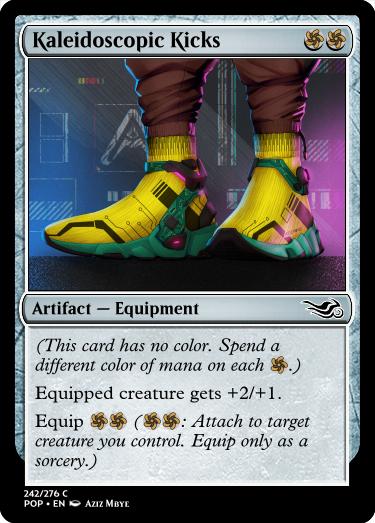 Kaleidoscopic Kicks
Artifact — Equipment
(This card has no color. Spend a
different color of mana on each .)
Equipped creature gets +2/+1.
Equip (: Attach to target
creature you control. Equip only as a
sorcery.)
242/276 C
POP • EN Aziz Mbye